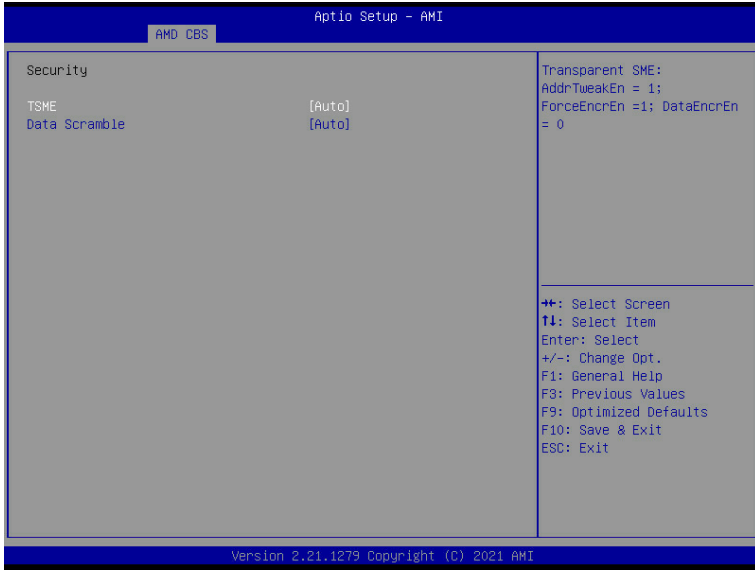 Aptio Setup – AMI
AMD CBS
Security
TSME [Auto]
Data Scramble [Auto]
Transparent SME:
AddrTweakEn = 1;
ForceEncrEn =1; DataEncrEn
= 0
→←: Select Screen
↑↓: Select Item
Enter: Select
+/-: Change Opt.
F1: General Help
F3: Previous Values
F9: Optimized Defaults
F10: Save & Exit
ESC: Exit
Version 2.21.1279 Copyright (C) 2021 AMI